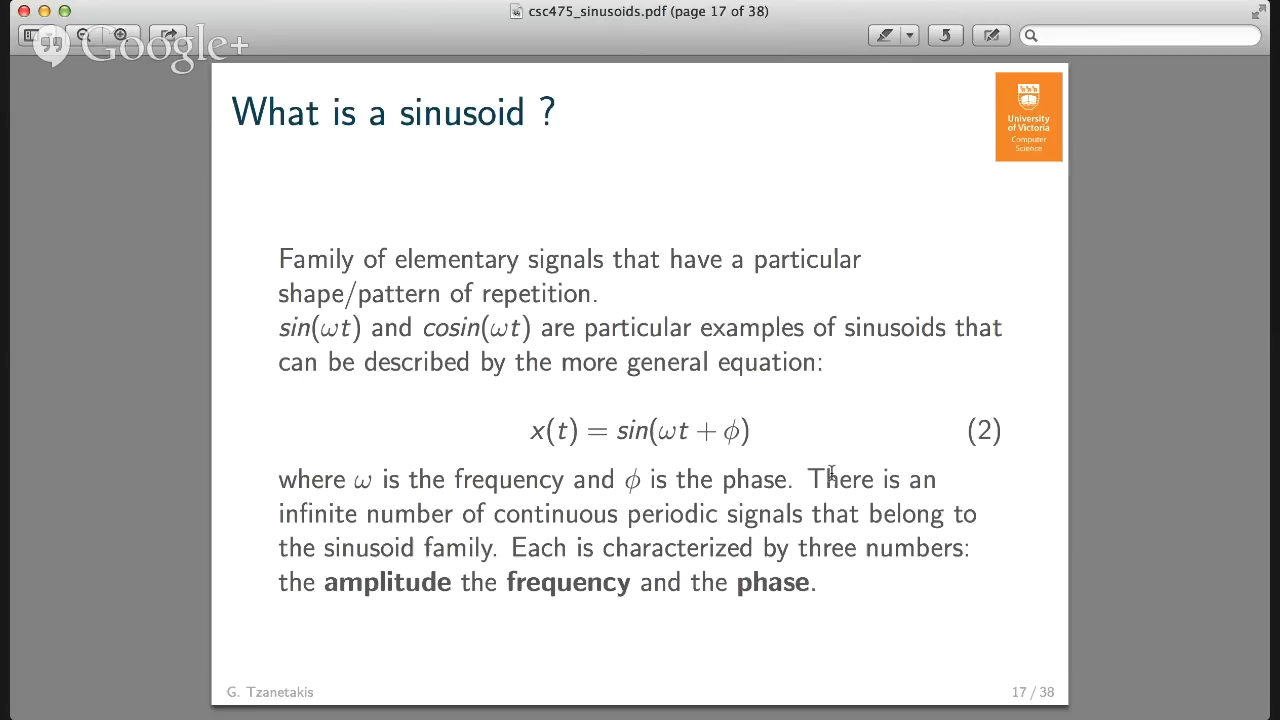 csc475_sinusoids.pdf (page 17 of 38)
Google+
What is a sinusoid ?
University
of Victoria
Computer
Science
Family of elementary signals that have a particular
shape/pattern of repetition.
sin(ωt) and cosin(ωt) are particular examples of sinusoids that
can be described by the more general equation:
x(t) = sin(ωt + ϕ) (2)
where ω is the frequency and ϕ is the phase. There is an
infinite number of continuous periodic signals that belong to
the sinusoid family. Each is characterized by three numbers:
the amplitude the frequency and the phase.
G. Tzanetakis
17 / 38